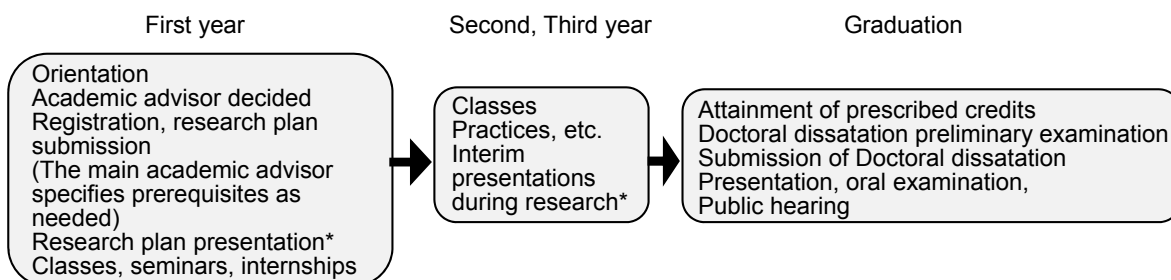 First year
Second, Third year
Graduation
Orientation
Academic advisor decided
Registration, research plan
submission
(The main academic advisor
specifies prerequisites as
needed)
Research plan presentation*
Classes, seminars, internships
Classes
Practices, etc.
Interim
presentations
during research*
Attainment of prescribed credits
Doctoral dissatation preliminary examination
Submission of Doctoral dissatation
Presentation, oral examination,
Public hearing